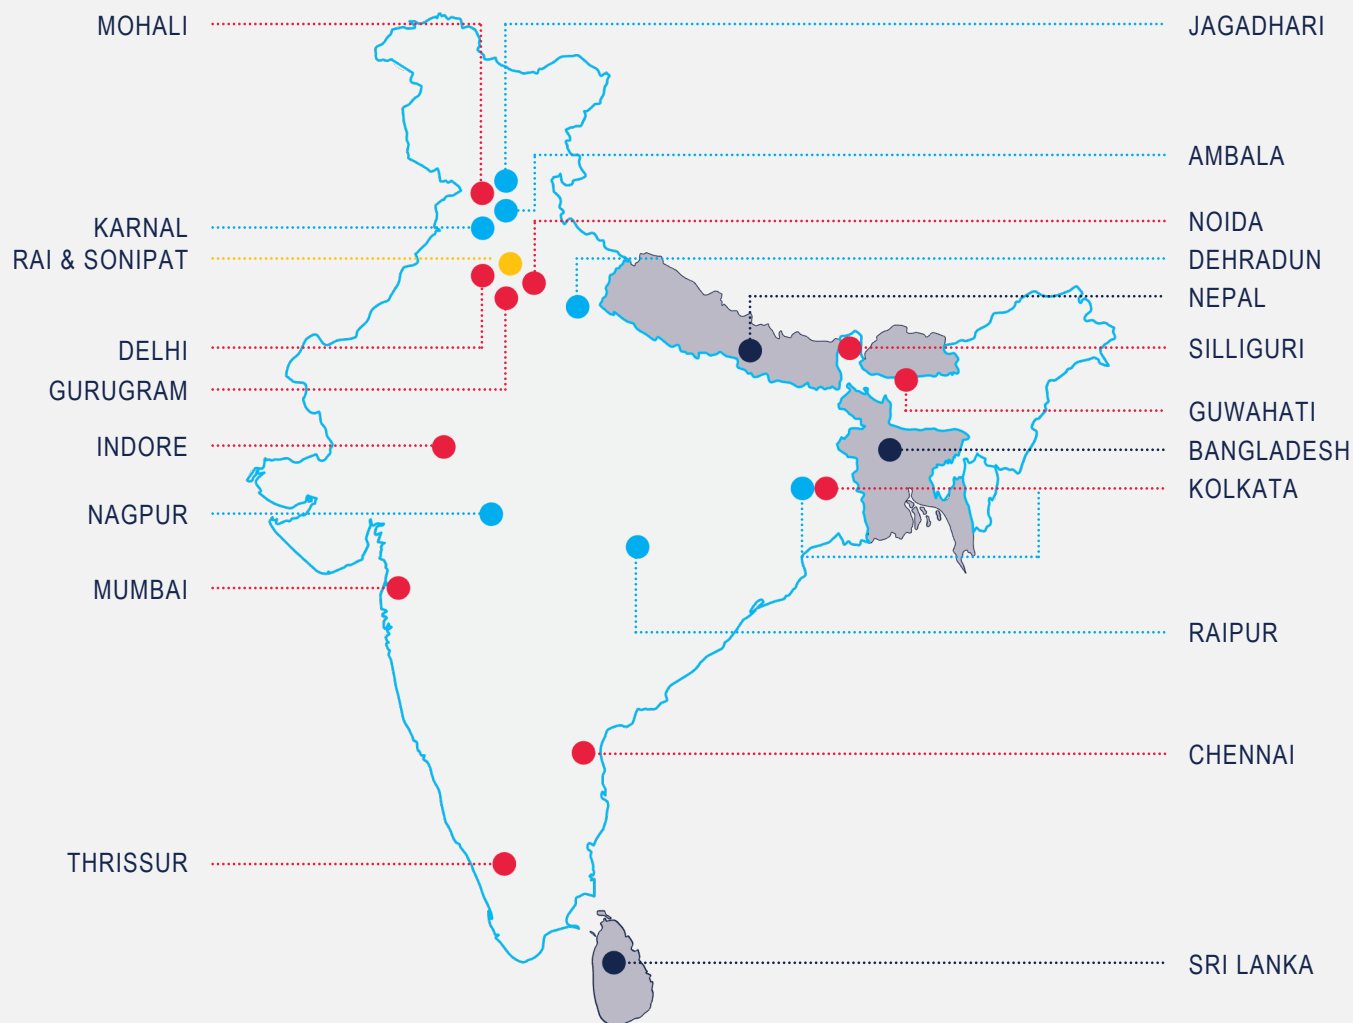 MOHALI
KARNAL
RAI & SONIPAT
DELHI
GURUGRAM
INDORE
NAGPUR
MUMBAI
THRISSUR
JAGADHARI
AMBALA
NOIDA
DEHRADUN
NEPAL
SILLIGURI
GUWAHATI
BANGLADESH
KOLKATA
RAIPUR
CHENNAI
SRI LANKA